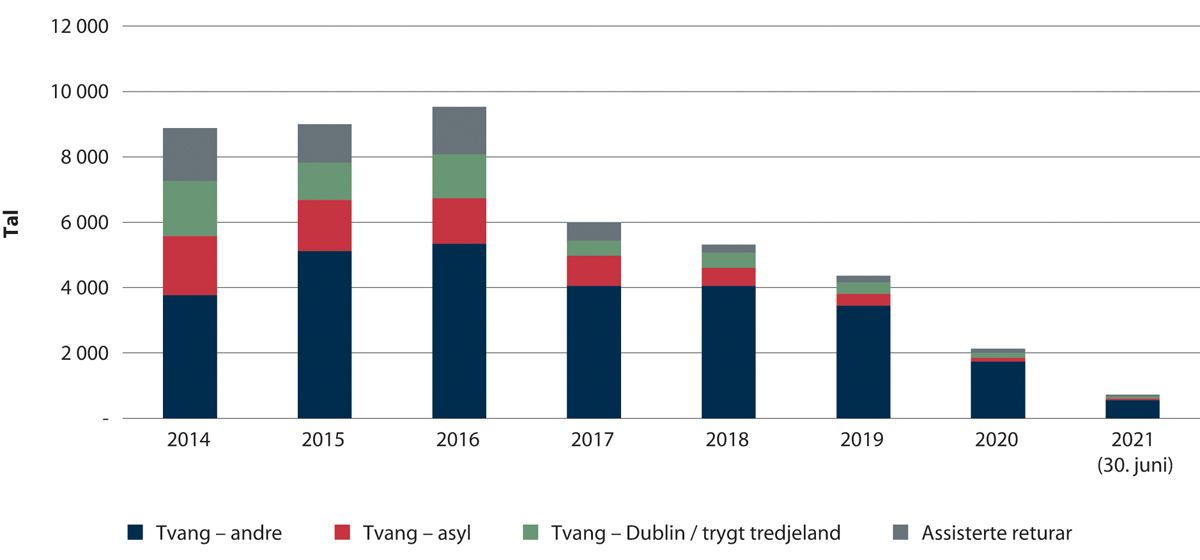 12 000
10 000
8 000
6 000
4 000
2 000
-
Tal
2014 2015 2016 2017 2018 2019 2020 2021
(30. juni)
Tvang – andre Tvang – asyl Tvang – Dublin / trygt tredjeland Assisterte returar